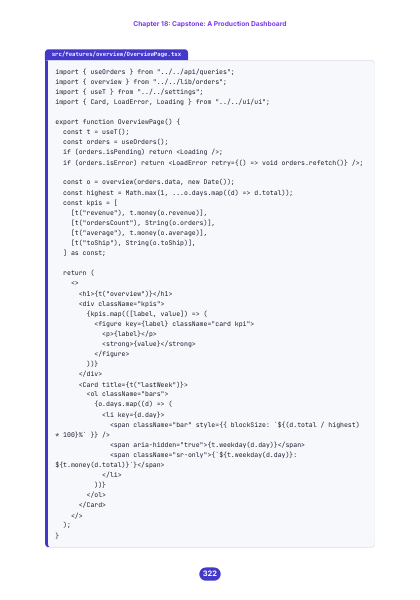 Chapter 18: Capstone: A Production Dashboard
src/features/overview/OverviewPage.tsx
import { useOrders } from "../../api/queries";
import { overview } from "../../lib/orders";
import { useT } from "../../settings";
import { Card, LoadError, Loading } from "../../ui/ui";

export function OverviewPage() {
  const t = useT();
  const orders = useOrders();
  if (orders.isPending) return <Loading />;
  if (orders.isError) return <LoadError retry={() => void orders.refetch()} />;

  const o = overview(orders.data, new Date());
  const highest = Math.max(1, ...o.days.map((d) => d.total));
  const kpis = [
    [t("revenue"), t.money(o.revenue)],
    [t("ordersCount"), String(o.orders)],
    [t("average"), t.money(o.average)],
    [t("toShip"), String(o.toShip)],
  ] as const;

  return (
    <>
      <h1>{t("overview")}</h1>
      <div className="kpis">
        {kpis.map(([label, value]) => (
          <figure key={label} className="card kpi">
            <p>{label}</p>
            <strong>{value}</strong>
          </figure>
        ))}
      </div>
      <Card title={t("lastWeek")}>
        <ol className="bars">
          {o.days.map((d) => (
            <li key={d.day}>
              <span className="bar" style={{ blockSize: `${(d.total / highest)
* 100}%` }} />
              <span aria-hidden="true">{t.weekday(d.day)}</span>
              <span className="sr-only">{`${t.weekday(d.day)}:
${t.money(d.total)}`}</span>
            </li>
          ))}
        </ol>
      </Card>
    </>
  );
}
322